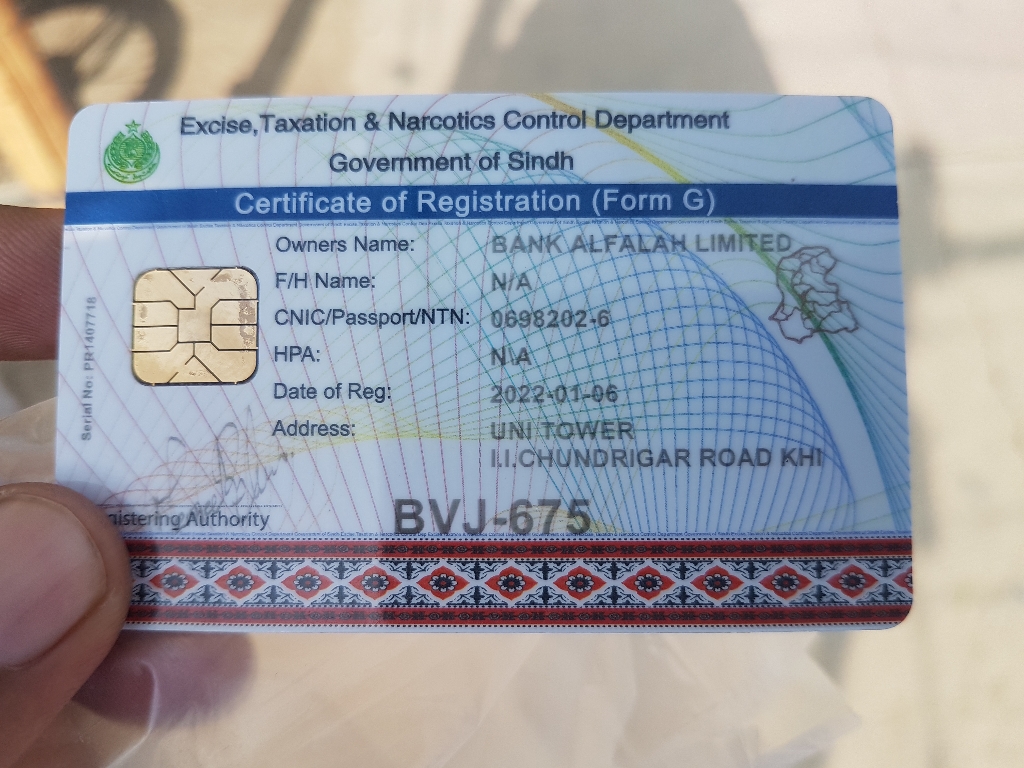 Excise,Taxation & Narcotics Control Department
Government of Sindh
Certificate of Registration (Form G)
Owners Name: BANK ALFALAH LIMITED
F/H Name: N/A
CNIC/Passport/NTN: 0698202-6
HPA: N\A
Date of Reg: 2022-01-06
Address: UNI TOWER
I.I.CHUNDRIGAR ROAD KHI
Serial No: PR1407718
gistering Authority
BVJ-675